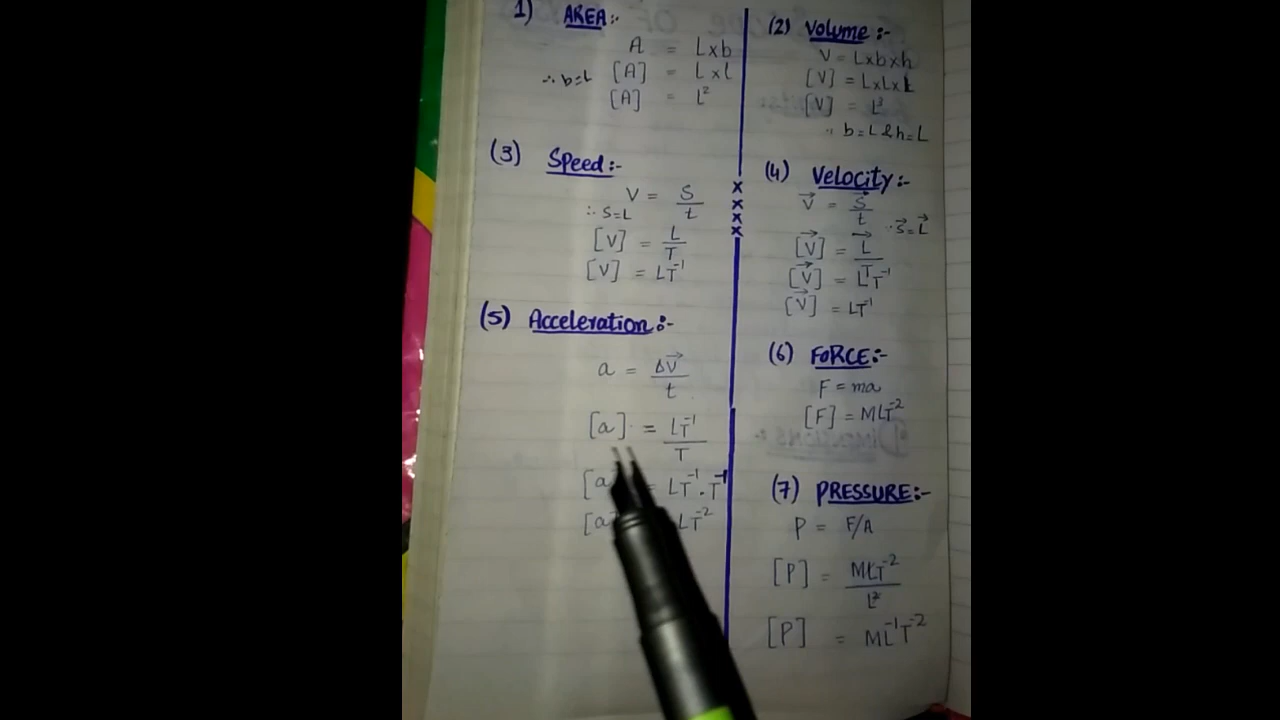 1) AREA:-
A = L×b
∴ b=L [A] = L×L
[A] = L²
(3) Speed:-
V = S/t
∴ S=L
[V] = L/T
[V] = LT⁻¹
(5) Acceleration:-
a = ΔV⃗/t
[a] = LT⁻¹/T
[a = LT⁻¹.T⁻¹
[a LT⁻²
(2) Volume:-
V = L×b×h
[V] = L×L×L
[V] = L³
∵ b=L & h=L
(4) Velocity:-
V⃗ = S⃗/t
∵ S⃗=L⃗
[V⃗] = L⃗/T
[V⃗] = LT⁻¹
[V⃗] = LT⁻¹
(6) FORCE:-
F = ma
[F] = MLT⁻²
DIMENSIONS:-
(7) PRESSURE:-
P = F/A
[P] = MLT⁻²/L²
[P] = ML⁻¹T⁻²